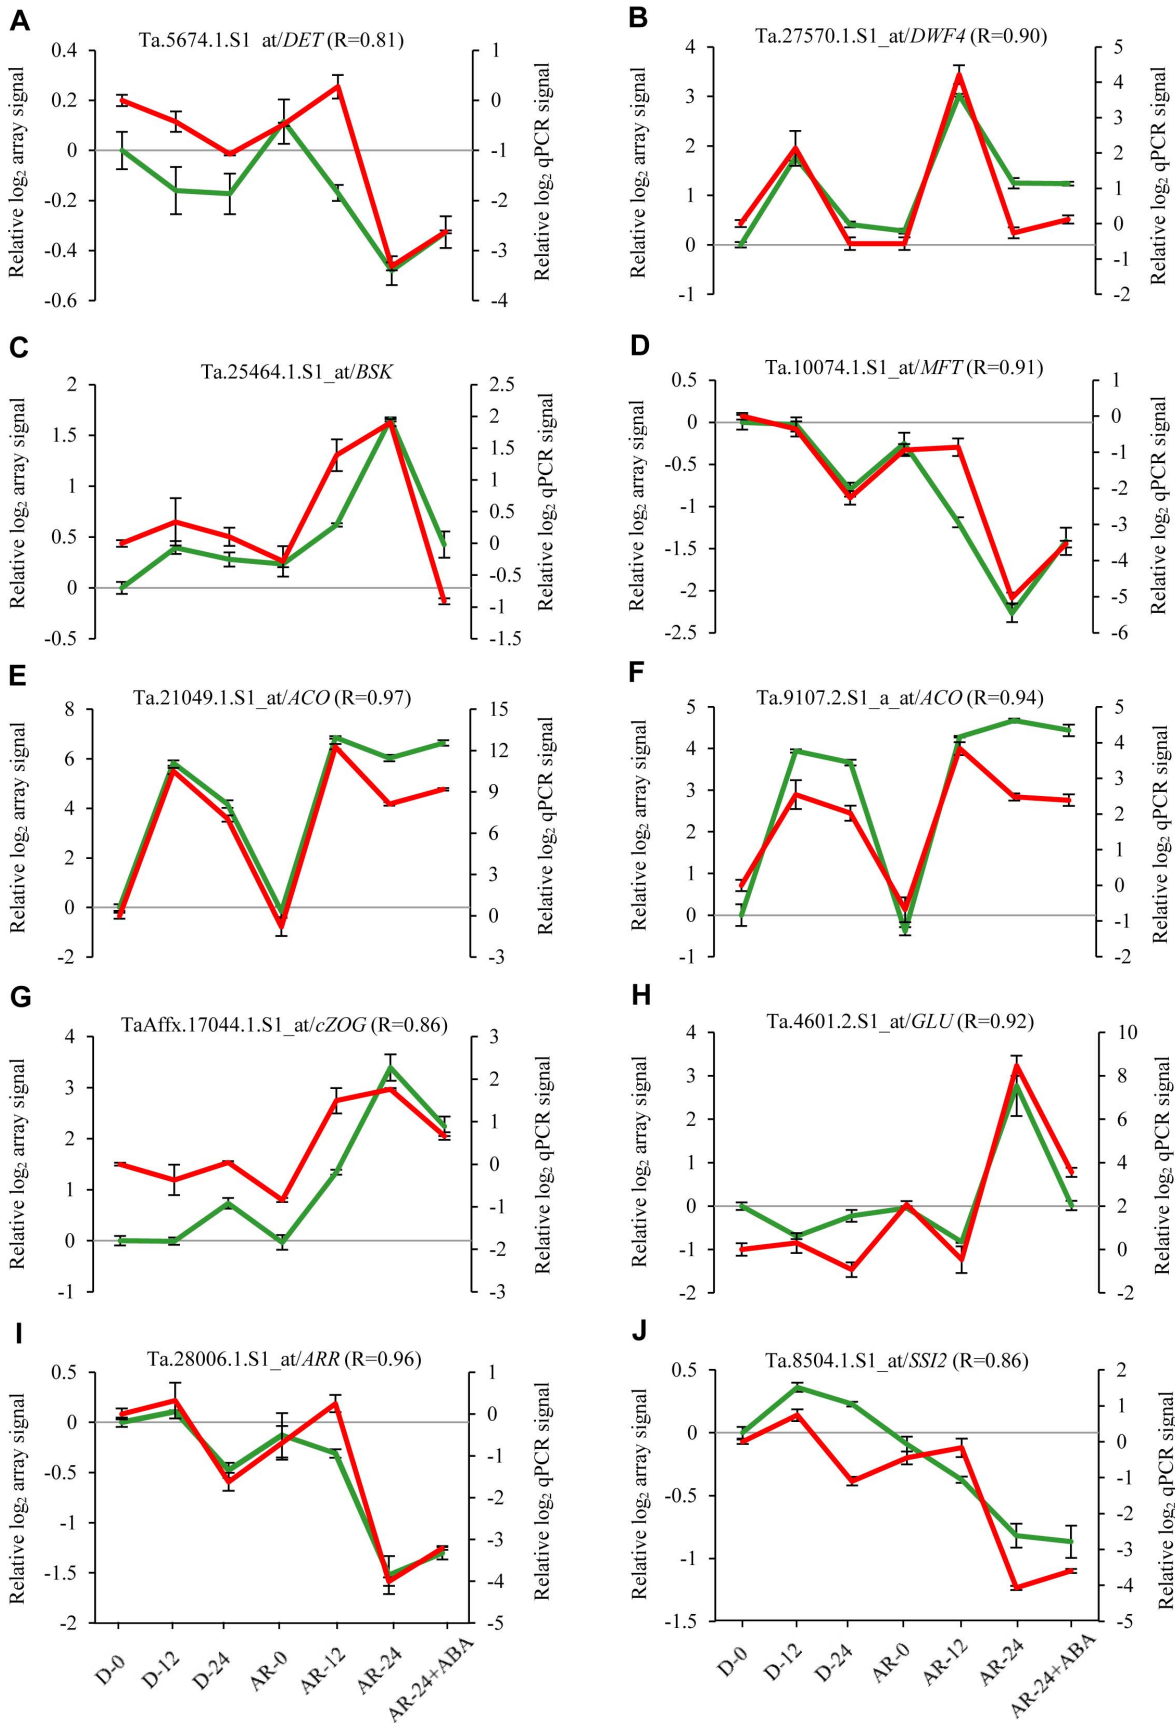 A
Ta.5674.1.S1 at/DET (R=0.81)
Relative log2 array signal
0.4
0.2
0
-0.2
-0.4
-0.6
1
0
-1
-2
-3
-4
Relative log2 qPCR signal
B
Ta.27570.1.S1_at/DWF4 (R=0.90)
Relative log2 array signal
4
3
2
1
0
-1
5
4
3
2
1
0
-1
-2
Relative log2 qPCR signal
C
Ta.25464.1.S1_at/BSK
Relative log2 array signal
2
1.5
1
0.5
0
-0.5
2.5
2
1.5
1
0.5
0
-0.5
-1
-1.5
Relative log2 qPCR signal
D
Ta.10074.1.S1_at/MFT (R=0.91)
Relative log2 array signal
0.5
0
-0.5
-1
-1.5
-2
-2.5
1
0
-1
-2
-3
-4
-5
-6
Relative log2 qPCR signal
E
Ta.21049.1.S1_at/ACO (R=0.97)
Relative log2 array signal
8
6
4
2
0
-2
15
12
9
6
3
0
-3
Relative log2 qPCR signal
F
Ta.9107.2.S1_a_at/ACO (R=0.94)
Relative log2 array signal
5
4
3
2
1
0
-1
5
4
3
2
1
0
-1
-2
Relative log2 qPCR signal
G
TaAffx.17044.1.S1_at/cZOG (R=0.86)
Relative log2 array signal
4
3
2
1
0
-1
3
2
1
0
-1
-2
-3
Relative log2 qPCR signal
H
Ta.4601.2.S1_at/GLU (R=0.92)
Relative log2 array signal
4
3
2
1
0
-1
-2
10
8
6
4
2
0
-2
Relative log2 qPCR signal
I
Ta.28006.1.S1_at/ARR (R=0.96)
Relative log2 array signal
0.5
0
-0.5
-1
-1.5
-2
1
0
-1
-2
-3
-4
-5
Relative log2 qPCR signal
D-0
D-12
D-24
AR-0
AR-12
AR-24
AR-24+ABA
J
Ta.8504.1.S1_at/SSI2 (R=0.86)
Relative log2 array signal
0.5
0
-0.5
-1
-1.5
2
1
0
-1
-2
-3
-4
-5
Relative log2 qPCR signal
D-0
D-12
D-24
AR-0
AR-12
AR-24
AR-24+ABA